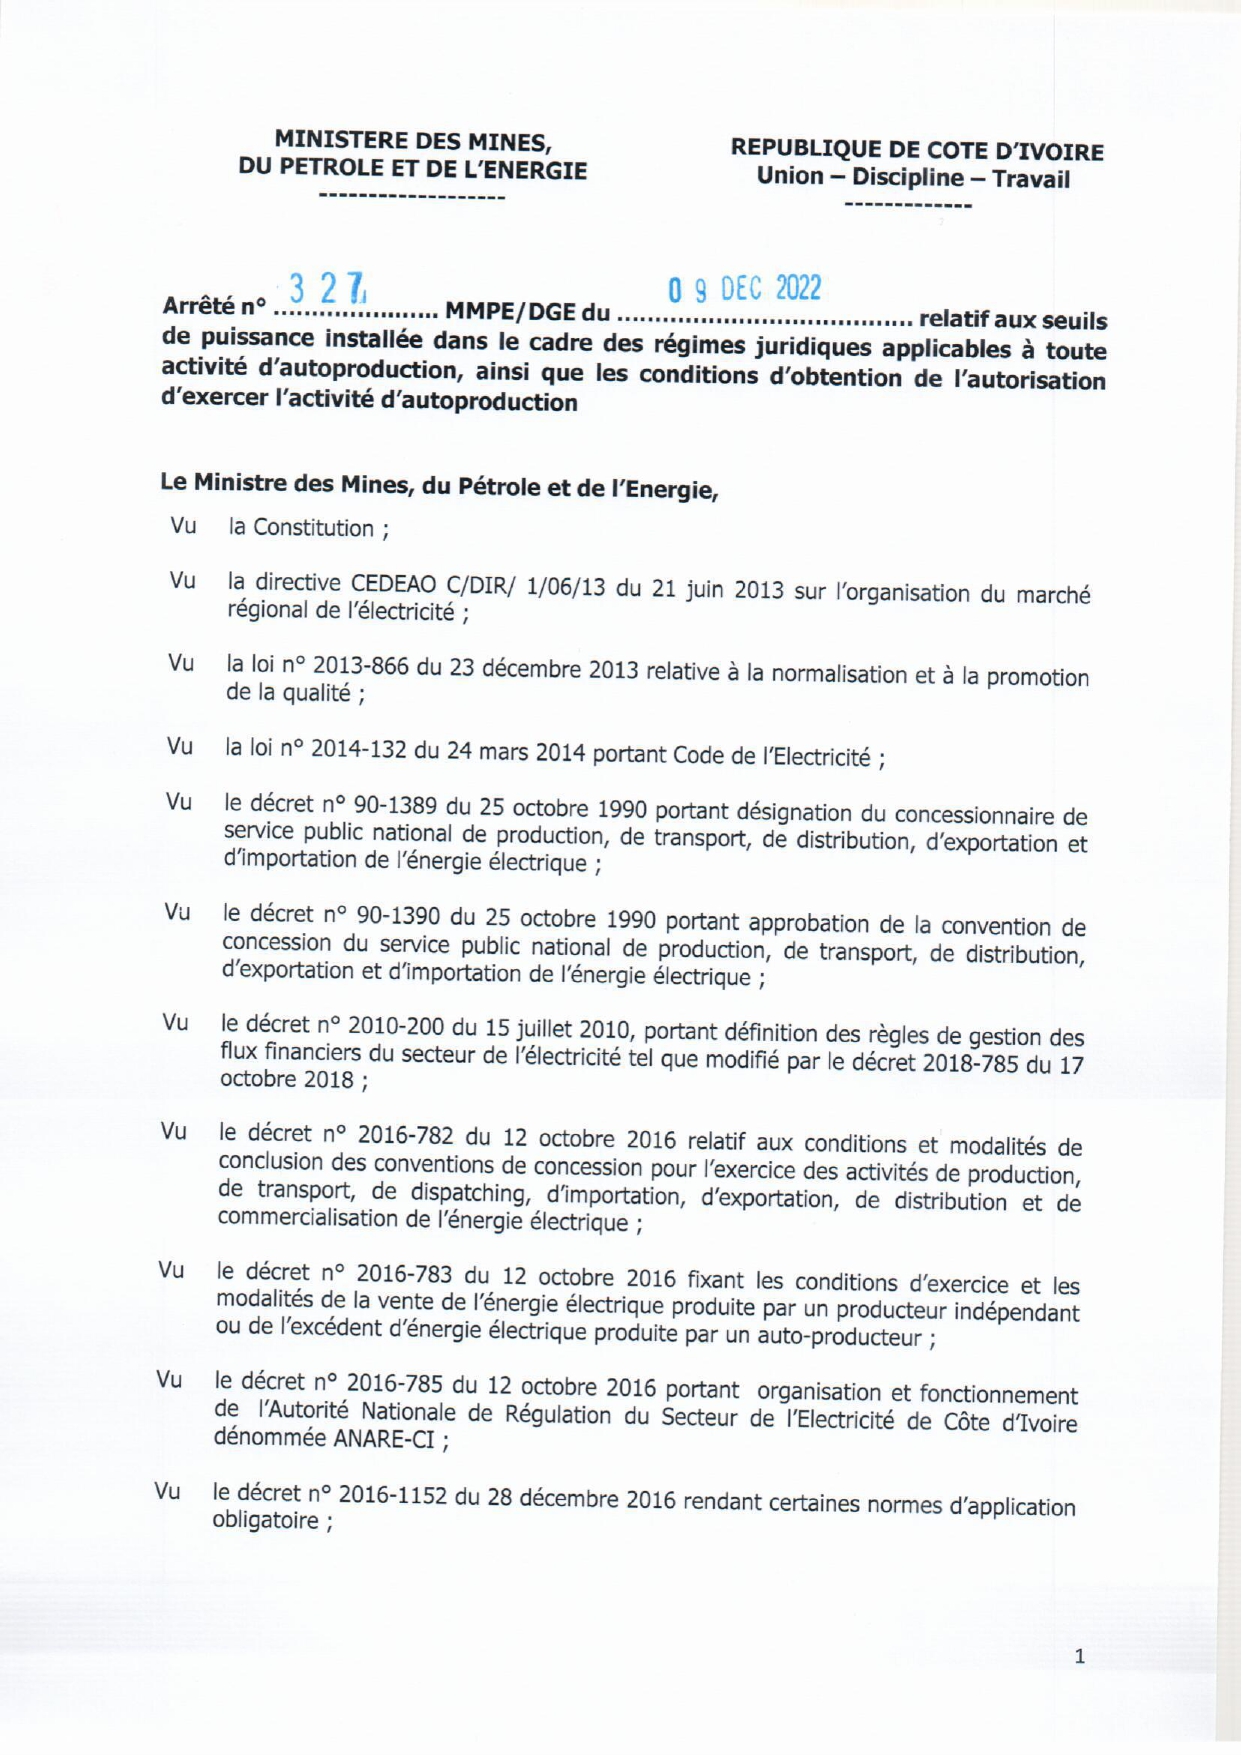 MINISTERE DES MINES,
DU PETROLE ET DE L'ENERGIE
-------------------
REPUBLIQUE DE COTE D'IVOIRE
Union – Discipline – Travail
-------------
Arrêté n° 327 MMPE/DGE du 09 DEC 2022 relatif aux seuils
de puissance installée dans le cadre des régimes juridiques applicables à toute
activité d'autoproduction, ainsi que les conditions d'obtention de l'autorisation
d'exercer l'activité d'autoproduction
Le Ministre des Mines, du Pétrole et de l'Energie,
Vu la Constitution ;
Vu la directive CEDEAO C/DIR/ 1/06/13 du 21 juin 2013 sur l'organisation du marché
régional de l'électricité ;
Vu la loi n° 2013-866 du 23 décembre 2013 relative à la normalisation et à la promotion
de la qualité ;
Vu la loi n° 2014-132 du 24 mars 2014 portant Code de l'Electricité ;
Vu le décret n° 90-1389 du 25 octobre 1990 portant désignation du concessionnaire de
service public national de production, de transport, de distribution, d'exportation et
d'importation de l'énergie électrique ;
Vu le décret n° 90-1390 du 25 octobre 1990 portant approbation de la convention de
concession du service public national de production, de transport, de distribution,
d'exportation et d'importation de l'énergie électrique ;
Vu le décret n° 2010-200 du 15 juillet 2010, portant définition des règles de gestion des
flux financiers du secteur de l'électricité tel que modifié par le décret 2018-785 du 17
octobre 2018 ;
Vu le décret n° 2016-782 du 12 octobre 2016 relatif aux conditions et modalités de
conclusion des conventions de concession pour l'exercice des activités de production,
de transport, de dispatching, d'importation, d'exportation, de distribution et de
commercialisation de l'énergie électrique ;
Vu le décret n° 2016-783 du 12 octobre 2016 fixant les conditions d'exercice et les
modalités de la vente de l'énergie électrique produite par un producteur indépendant
ou de l'excédent d'énergie électrique produite par un auto-producteur ;
Vu le décret n° 2016-785 du 12 octobre 2016 portant organisation et fonctionnement
de l'Autorité Nationale de Régulation du Secteur de l'Electricité de Côte d'Ivoire
dénommée ANARE-CI ;
Vu le décret n° 2016-1152 du 28 décembre 2016 rendant certaines normes d'application
obligatoire ;
1